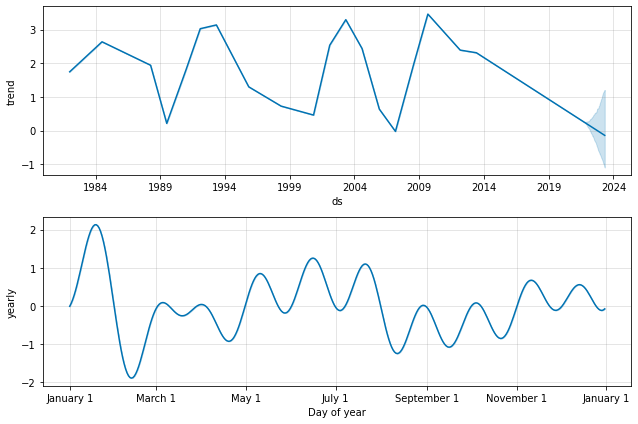 3
2
1
0
−1
trend
1984
1989
1994
1999
2004
2009
2014
2019
2024
ds
2
1
0
−1
−2
yearly
January 1
March 1
May 1
July 1
September 1
November 1
January 1
Day of year